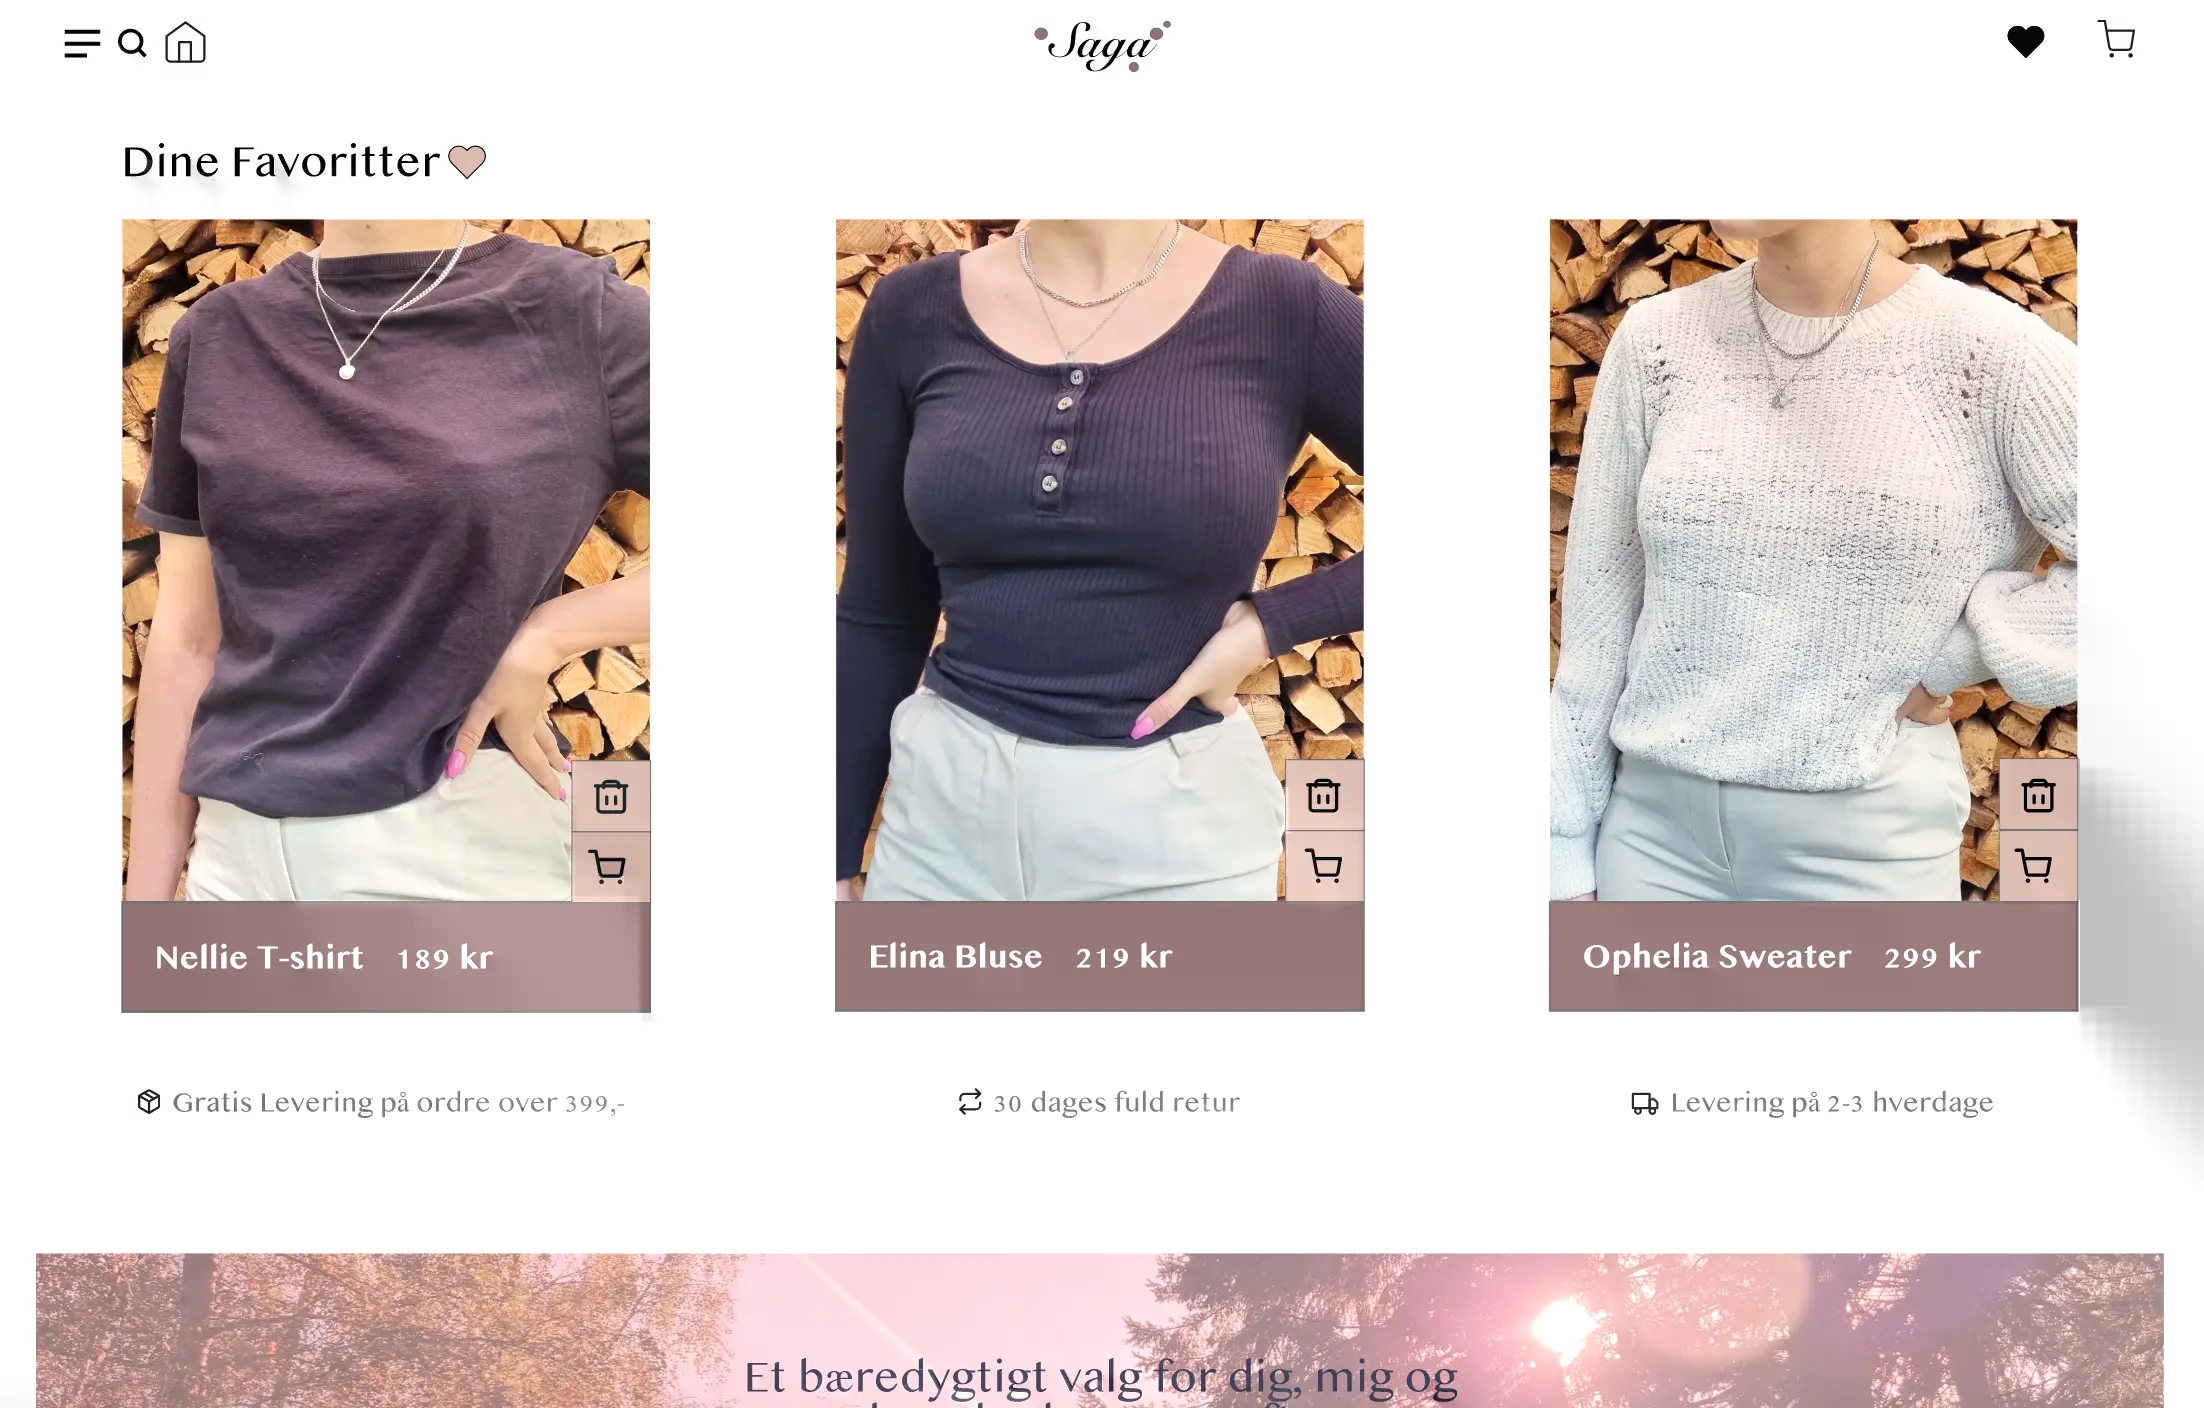 Saga
Dine Favoritter
Nellie T-shirt 189 kr
Elina Bluse 219 kr
Ophelia Sweater 299 kr
Gratis Levering på ordre over 399,-
30 dages fuld retur
Levering på 2-3 hverdage
Et bæredygtigt valg for dig, mig og